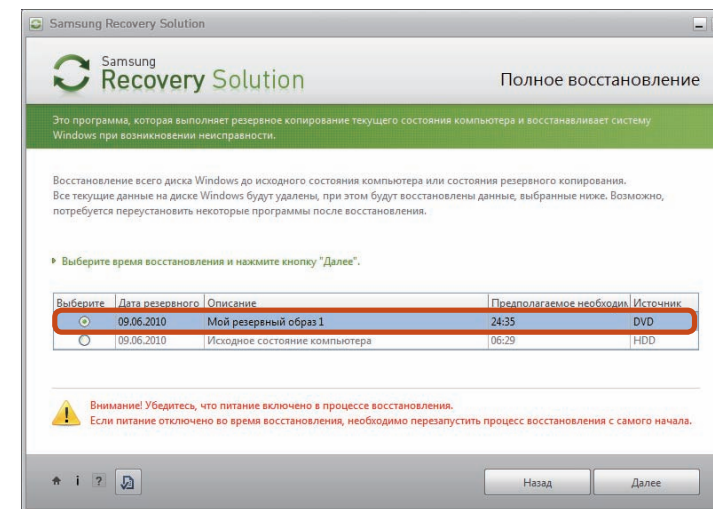 Samsung Recovery Solution
Samsung
Recovery Solution
Полное восстановление
Это программа, которая выполняет резервное копирование текущего состояния компьютера и восстанавливает систему
Windows при возникновении неисправности.
Восстановление всего диска Windows до исходного состояния компьютера или состояния резервного копирования.
Все текущие данные на диске Windows будут удалены, при этом будут восстановлены данные, выбранные ниже. Возможно,
потребуется переустановить некоторые программы после восстановления.
Выберите время восстановления и нажмите кнопку "Далее".
Выберите Дата резервного Описание Предполагаемое необходим Источник
09.06.2010 Мой резервный образ 1 24:35 DVD
09.06.2010 Исходное состояние компьютера 06:29 HDD
Внимание! Убедитесь, что питание включено в процессе восстановления.
Если питание отключено во время восстановления, необходимо перезапустить процесс восстановления с самого начала.
i ? Назад Далее